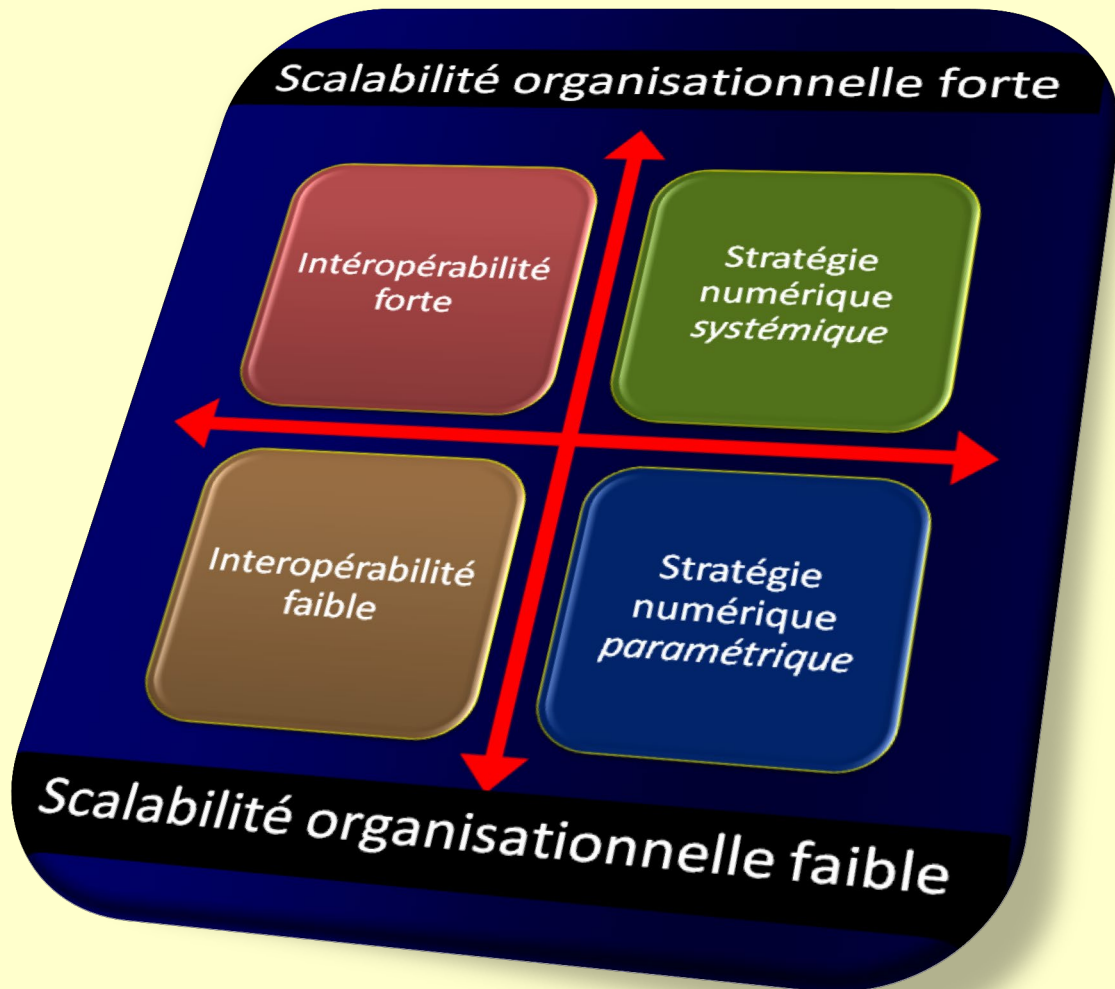 Scalabilité organisationnelle forte
Intéropérabilité
forte
Stratégie
numérique
systémique
Interopérabilité
faible
Stratégie
numérique
paramétrique
Scalabilité organisationnelle faible